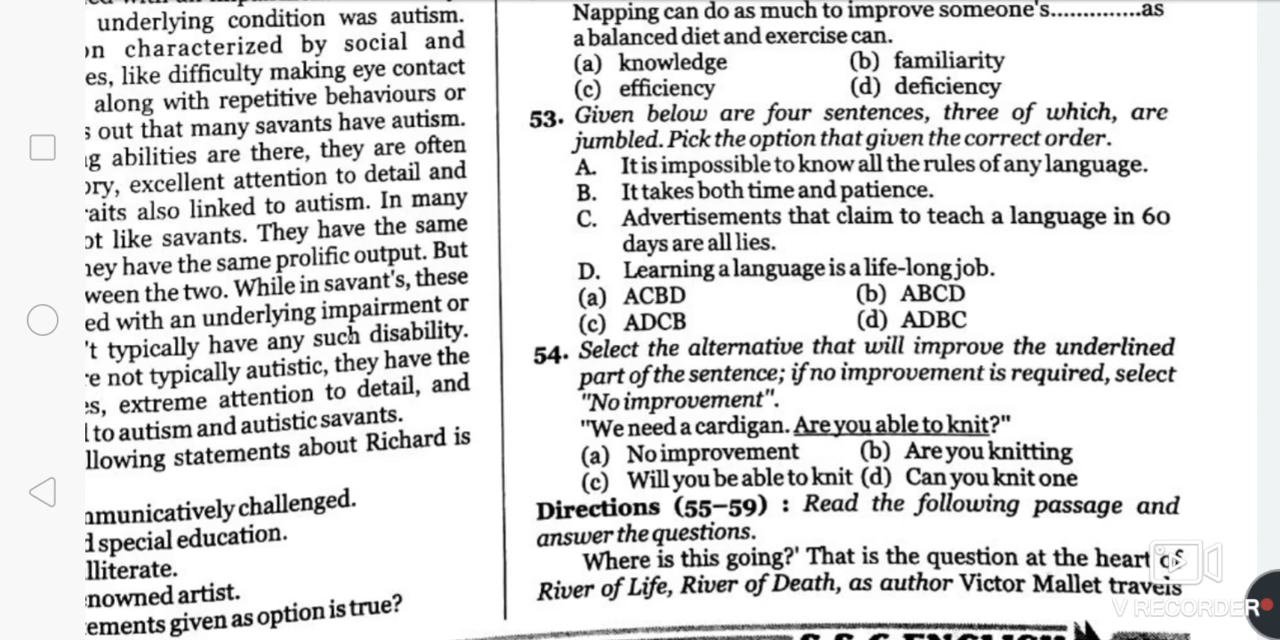 underlying condition was autism.
characterized by social and
like difficulty making eye contact
along with repetitive behaviours or
out that many savants have autism.
abilities are there, they are often
excellent attention to detail and
also linked to autism. In many
like savants. They have the same
have the same prolific output. But
the two. While in savant's, these
with an underlying impairment or
typically have any such disability.
not typically autistic, they have the
extreme attention to detail, and
to autism and autistic savants.
statements about Richard is
challenged.
special education.
artist.
given as option is true?
Napping can do as much to improve someone's..............as
a balanced diet and exercise can.
(a) knowledge (b) familiarity
(c) efficiency (d) deficiency
53. Given below are four sentences, three of which, are
jumbled. Pick the option that given the correct order.
A. It is impossible to know all the rules of any language.
B. It takes both time and patience.
C. Advertisements that claim to teach a language in 60
days are all lies.
D. Learning a language is a life-long job.
(a) ACBD (b) ABCD
(c) ADCB (d) ADBC
54. Select the alternative that will improve the underlined
part of the sentence; if no improvement is required, select
"No improvement".
"We need a cardigan. Are you able to knit?"
(a) No improvement (b) Are you knitting
(c) Will you be able to knit (d) Can you knit one
Directions (55–59) : Read the following passage and
answer the questions.
Where is this going?' That is the question at the heart of
River of Life, River of Death, as author Victor Mallet travels
V RECORDER